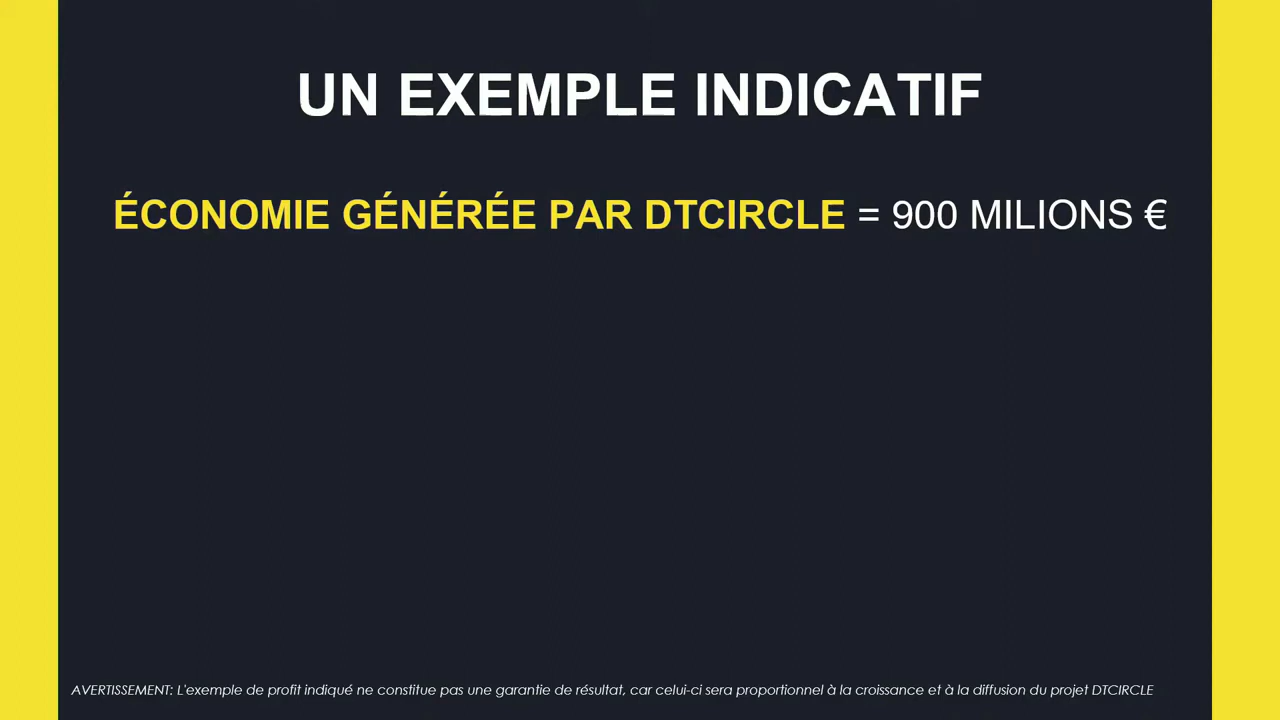 UN EXEMPLE INDICATIF
ÉCONOMIE GÉNÉRÉE PAR DTCIRCLE = 900 MILIONS €
AVERTISSEMENT: L'exemple de profit indiqué ne constitue pas une garantie de résultat, car celui-ci sera proportionnel à la croissance et à la diffusion du projet DTCIRCLE